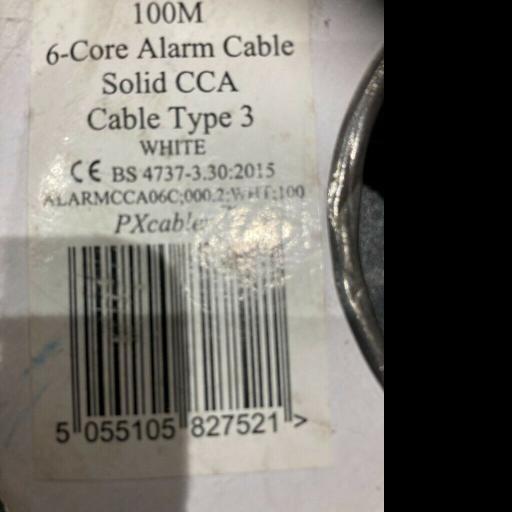 100M
6-Core Alarm Cable
Solid CCA
Cable Type 3
WHITE
CE BS 4737-3.30:2015
ALARMCCA06C;000.2;WHT;100
PXcable
5 055105 827521 >